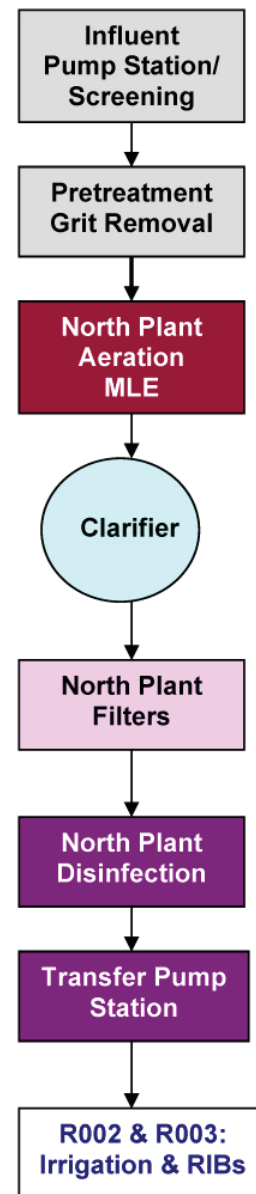 Influent
Pump Station/
Screening
Pretreatment
Grit Removal
North Plant
Aeration
MLE
Clarifier
North Plant
Filters
North Plant
Disinfection
Transfer Pump
Station
R002 & R003:
Irrigation & RIBs